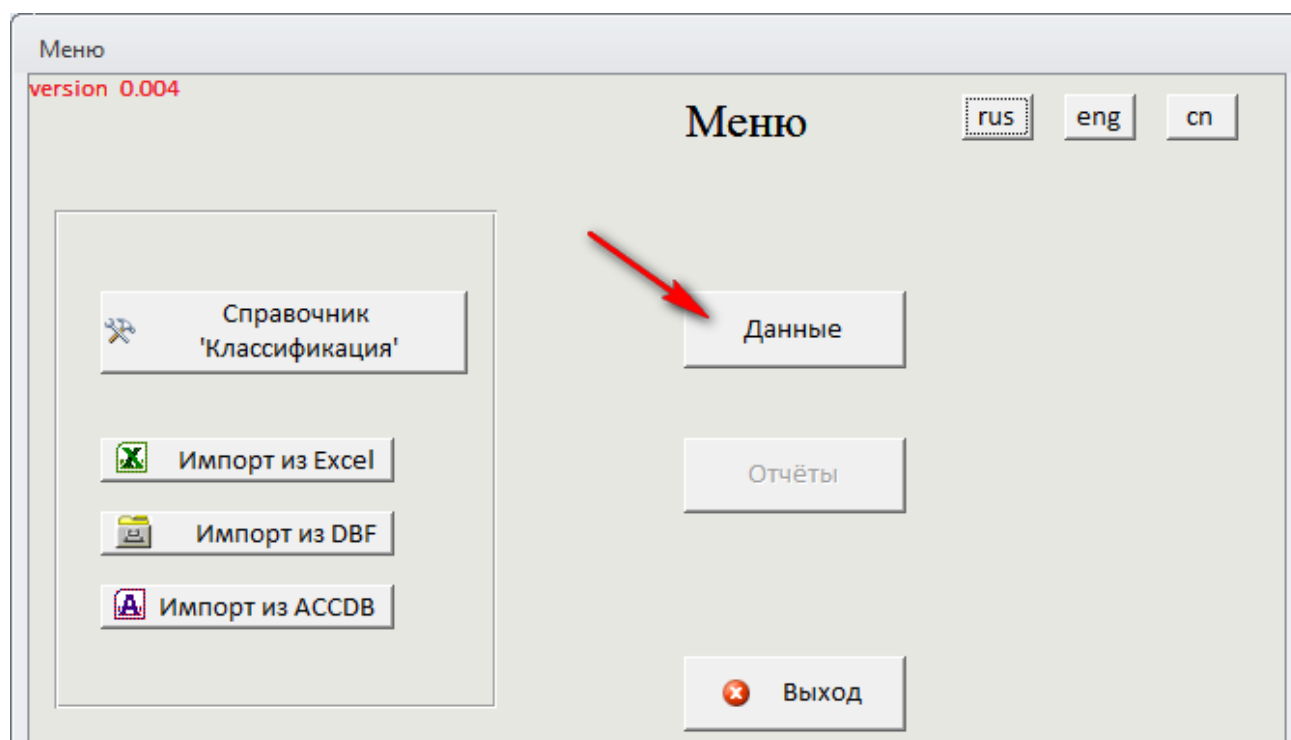 Меню
version 0.004
Меню
rus
eng
cn
Справочник
'Классификация'
Импорт из Excel
Импорт из DBF
Импорт из ACCDB
Данные
Отчёты
Выход